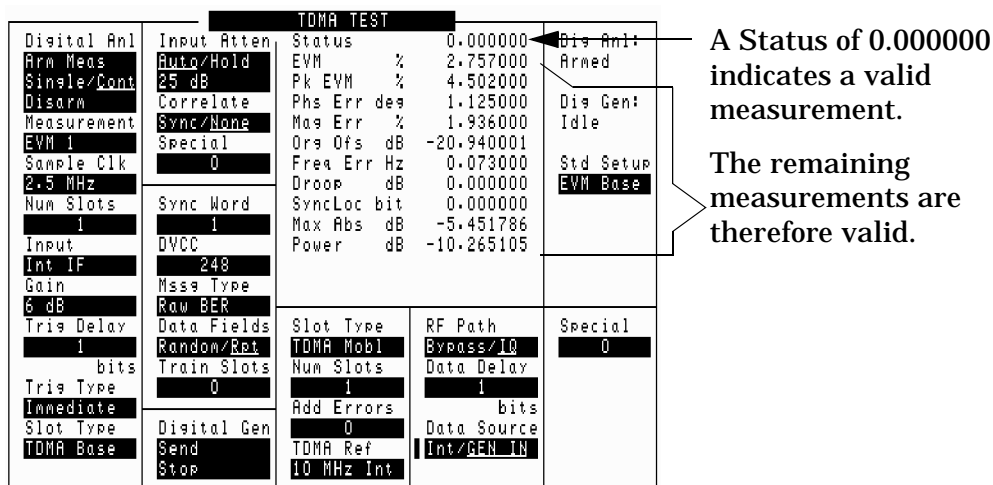 TDMA TEST
Digital Anl
Arm Meas
Single/Cont
Disarm
Measurement
EVM 1
Sample Clk
2.5 MHz
Num Slots
1
Input
Int IF
Gain
6 dB
Trig Delay
1
bits
Trig Type
Immediate
Slot Type
TDMA Base
Input Atten
Auto/Hold
25 dB
Correlate
Sync/None
Special
0
Sync Word
1
DVCC
248
Mssg Type
Raw BER
Data Fields
Random/Rpt
Train Slots
0
Digital Gen
Send
Stop
Status 0.000000
EVM % 2.757000
Pk EVM % 4.502000
Phs Err deg 1.125000
Mag Err % 1.936000
Org Ofs dB -20.940001
Freq Err Hz 0.073000
Droop dB 0.000000
SyncLoc bit 0.000000
Max Abs dB -5.451786
Power dB -10.265105
Slot Type
TDMA Mobl
Num Slots
1
Add Errors
0
TDMA Ref
10 MHz Int
RF Path
Bypass/IQ
Data Delay
1
bits
Data Source
Int/GEN IN
Dig Anl:
Armed
Dig Gen:
Idle
Std Setup
EVM Base
Special
0
A Status of 0.000000
indicates a valid
measurement.
The remaining
measurements are
therefore valid.